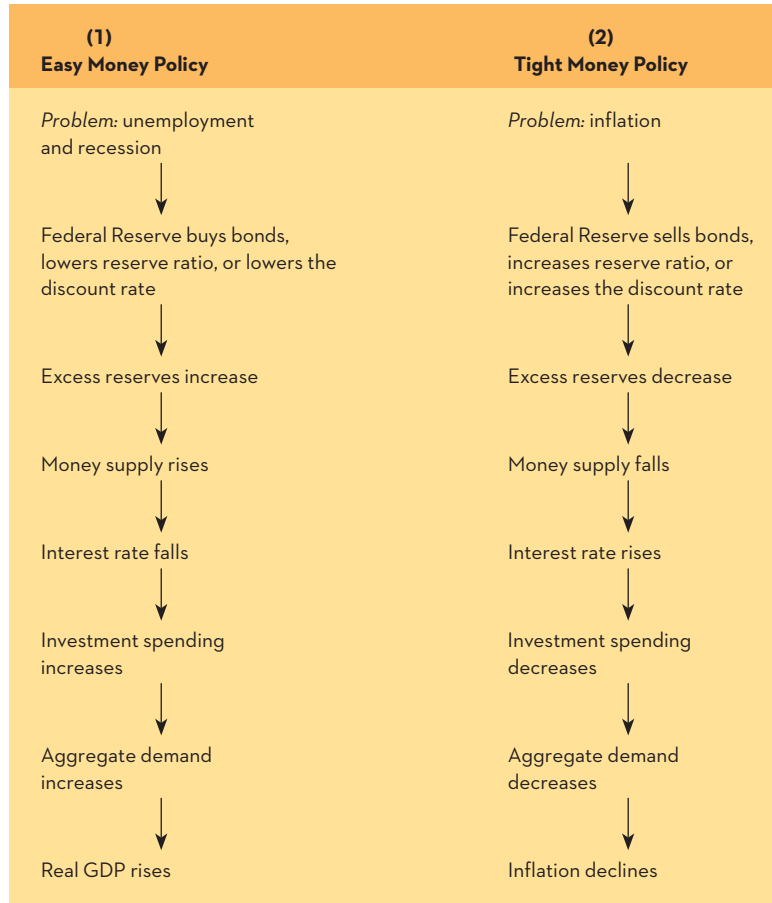 (1)
Easy Money Policy
Problem: unemployment
and recession
Federal Reserve buys bonds,
lowers reserve ratio, or lowers the
discount rate
Excess reserves increase
Money supply rises
Interest rate falls
Investment spending
increases
Aggregate demand
increases
Real GDP rises
(2)
Tight Money Policy
Problem: inflation
Federal Reserve sells bonds,
increases reserve ratio, or
increases the discount rate
Excess reserves decrease
Money supply falls
Interest rate rises
Investment spending
decreases
Aggregate demand
decreases
Inflation declines